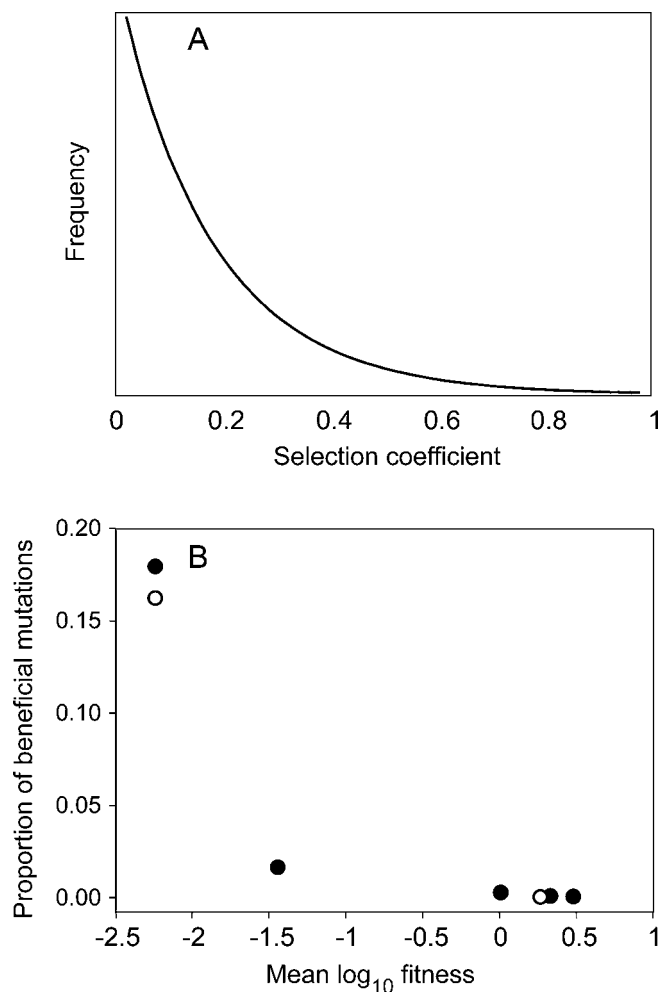 A
Frequency
0 0.2 0.4 0.6 0.8 1
Selection coefficient
B
Proportion of beneficial mutations
0.20
0.15
0.10
0.05
0.00
-2.5 -2 -1.5 -1 -0.5 0 0.5 1
Mean log10 fitness